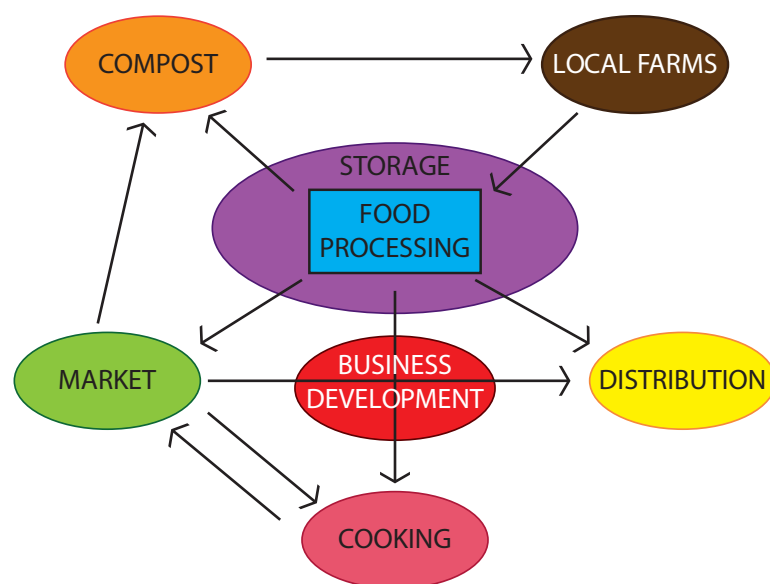 COMPOST
LOCAL FARMS
STORAGE
FOOD
PROCESSING
MARKET
BUSINESS
DEVELOPMENT
DISTRIBUTION
COOKING